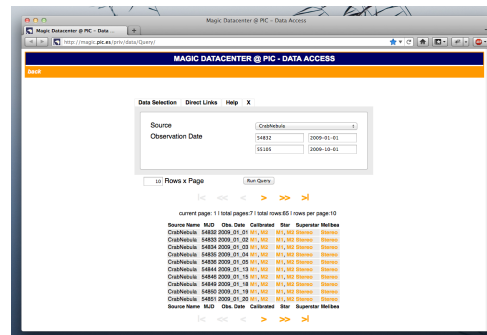 Magic Datacenter @ PIC – Data Access
Magic Datacenter @ PIC – Data ...
http://magic.pic.es/priv/data/Query/
MAGIC DATACENTER @ PIC - DATA ACCESS
back
Data Selection Direct Links Help X
Source CrabNebula
Observation Date 54832 2009-01-01
55105 2009-10-01
10 Rows x Page Run Query
|< << < > >> >|
current page: 1 | total pages:7 | total rows:65 | rows per page:10
Source Name MJD Obs. Date Calibrated Star Superstar Melibea
CrabNebula 54832 2009_01_01 M1, M2 M1, M2 Stereo Stereo
CrabNebula 54833 2009_01_02 M1, M2 M1, M2 Stereo Stereo
CrabNebula 54834 2009_01_03 M1, M2 M1, M2 Stereo Stereo
CrabNebula 54835 2009_01_04 M1, M2 M1, M2 Stereo Stereo
CrabNebula 54836 2009_01_05 M1, M2 M1, M2 Stereo Stereo
CrabNebula 54844 2009_01_13 M1, M2 M1, M2 Stereo Stereo
CrabNebula 54846 2009_01_15 M1, M2 M1, M2 Stereo Stereo
CrabNebula 54849 2009_01_18 M1, M2 M1, M2 Stereo Stereo
CrabNebula 54850 2009_01_19 M1, M2 M1, M2 Stereo Stereo
CrabNebula 54851 2009_01_20 M1, M2 M1, M2 Stereo Stereo
Source Name MJD Obs. Date Calibrated Star Superstar Melibea
|< << < > >> >|